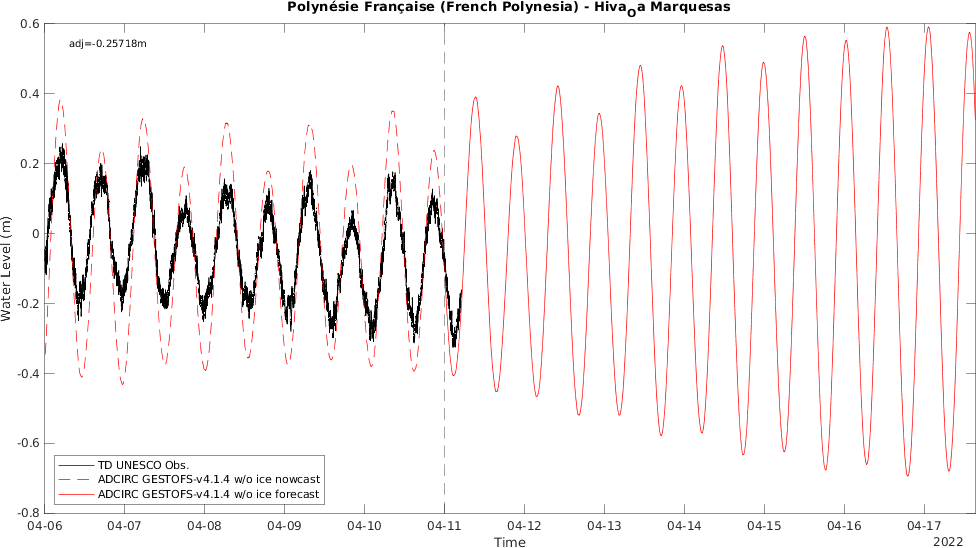 Polynésie Française (French Polynesia) - HivaOa Marquesas
0.6
adj=-0.25718m
0.4
0.2
0
-0.2
-0.4
-0.6
-0.8
Water Level (m)
TD UNESCO Obs.
ADCIRC GESTOFS-v4.1.4 w/o ice nowcast
ADCIRC GESTOFS-v4.1.4 w/o ice forecast
04-06 04-07 04-08 04-09 04-10 04-11 04-12 04-13 04-14 04-15 04-16 04-17
Time
2022